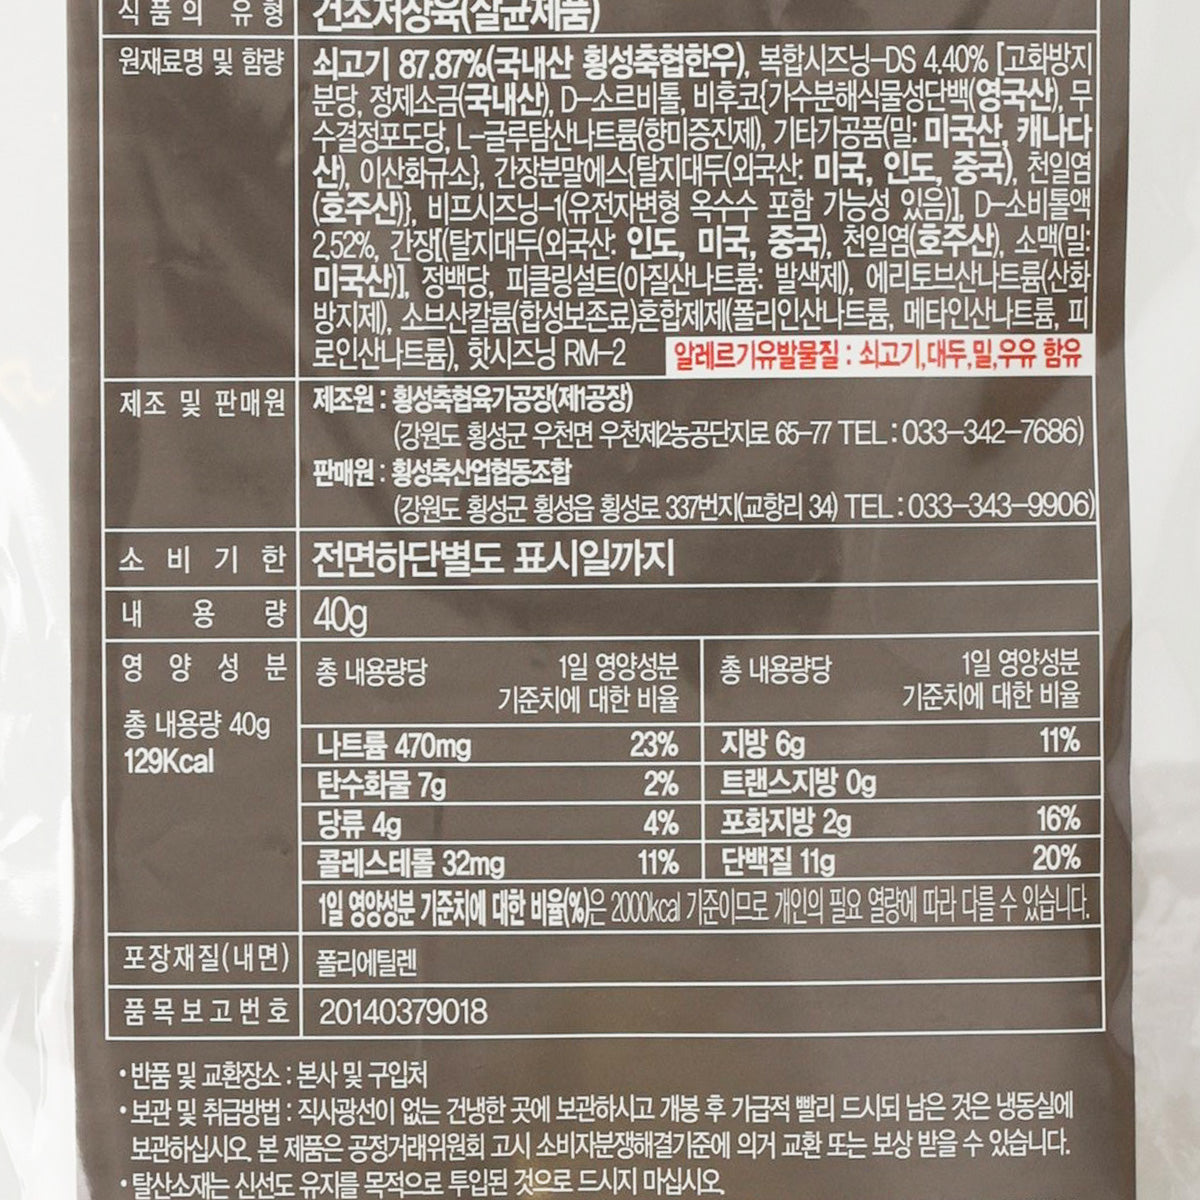 식품의 유형 건조저장육(살균제품)
원재료명 및 함량 쇠고기 87.87%(국내산 횡성축협한우), 복합시즈닝-DS 4.40% [고화방지
분당, 정제소금(국내산), D-소르비톨, 비후코{가수분해식물성단백(영국산), 무
수결정포도당, L-글루탐산나트륨(향미증진제), 기타가공품(밀: 미국산, 캐나다
산), 이산화규소}, 간장분말에스{탈지대두(외국산: 미국, 인도, 중국), 천일염
(호주산)}, 비프시즈닝-1(유전자변형 옥수수 포함 가능성 있음)], D-소비톨액
2.52%, 간장[(탈지대두(외국산: 인도, 미국, 중국), 천일염(호주산), 소맥(밀:
미국산)], 정백당, 피클링설트(아질산나트륨: 발색제), 에리토브산나트륨(산화
방지제), 소브산칼륨(합성보존료)혼합제제(폴리인산나트륨, 메타인산나트륨, 피
로인산나트륨), 핫시즈닝 RM-2 알레르기유발물질 : 쇠고기,대두,밀,우유 함유
제조 및 판매원 제조원 : 횡성축협육가공장(제1공장)
(강원도 횡성군 우천면 우천제2농공단지로 65-77 TEL : 033-342-7686)
판매원 : 횡성축산업협동조합
(강원도 횡성군 횡성읍 횡성로 337번지(교항리 34) TEL : 033-343-9906)
소비기한 전면하단별도 표시일까지
내용량 40g
영양성분 총 내용량당 1일 영양성분 총 내용량당 1일 영양성분
기준치에 대한 비율 기준치에 대한 비율
총 내용량 40g
129Kcal
나트륨 470mg 23% 지방 6g 11%
탄수화물 7g 2% 트랜스지방 0g
당류 4g 4% 포화지방 2g 16%
콜레스테롤 32mg 11% 단백질 11g 20%
1일 영양성분 기준치에 대한 비율(%)은 2000kcal 기준이므로 개인의 필요 열량에 따라 다를 수 있습니다.
포장재질(내면) 폴리에틸렌
품목보고번호 20140379018
• 반품 및 교환장소 : 본사 및 구입처
• 보관 및 취급방법 : 직사광선이 없는 건냉한 곳에 보관하시고 개봉 후 가급적 빨리 드시되 남은 것은 냉동실에
보관하십시오. 본 제품은 공정거래위원회 고시 소비자분쟁해결기준에 의거 교환 또는 보상 받을 수 있습니다.
• 탈산소재는 신선도 유지를 목적으로 투입된 것으로 드시지 마십시오.